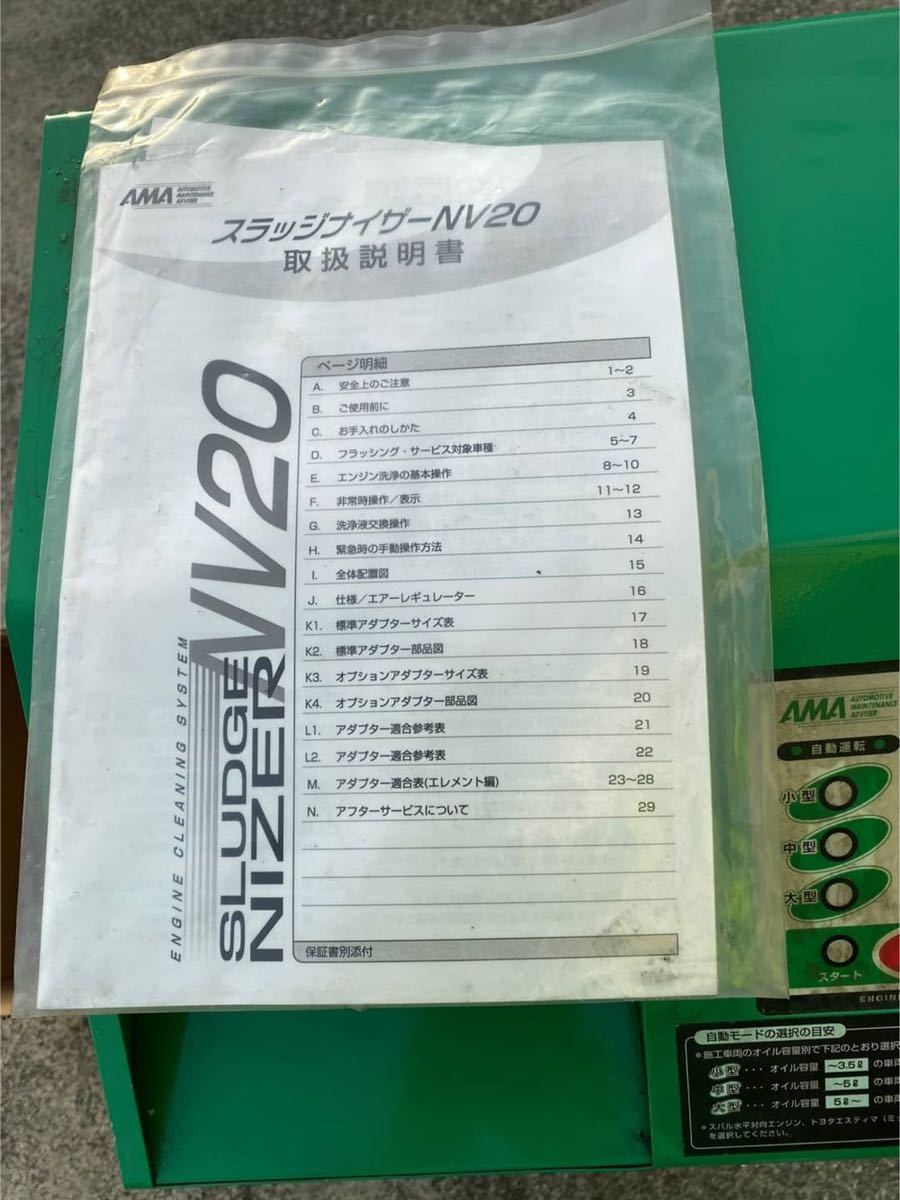 AMA AUTOMOTIVE
MAINTENANCE
ADVISER
スラッジナイザーNV20
取扱説明書
ENGINE CLEANING SYSTEM
SLUDGE
NIZER
NV20
ページ明細
A. 安全上のご注意 1～2
B. ご使用前に 3
C. お手入れのしかた 4
D. フラッシング・サービス対象車種 5～7
E. エンジン洗浄の基本操作 8～10
F. 非常時操作／表示 11～12
G. 洗浄液交換操作 13
H. 緊急時の手動操作方法 14
I. 全体配置図 15
J. 仕様／エアーレギュレーター 16
K1. 標準アダプターサイズ表 17
K2. 標準アダプター部品図 18
K3. オプションアダプターサイズ表 19
K4. オプションアダプター部品図 20
L1. アダプター適合参考表 21
L2. アダプター適合参考表 22
M. アダプター適合表(エレメント編) 23～28
N. アフターサービスについて 29
保証書別添付
AMA AUTOMOTIVE
MAINTENANCE
ADVISER
自動運転
小型
中型
大型
スタート
ENGIN
自動モードの選択の目安
＊施工車両のオイル容量別で下記のとおり選択
小型・・・オイル容量 ～3.5ℓ の車両
中型・・・オイル容量 ～5ℓ の車両
大型・・・オイル容量 5ℓ～ の車両
＊スバル水平対向エンジン、トヨタエスティマ（ミッ
を選択してください。